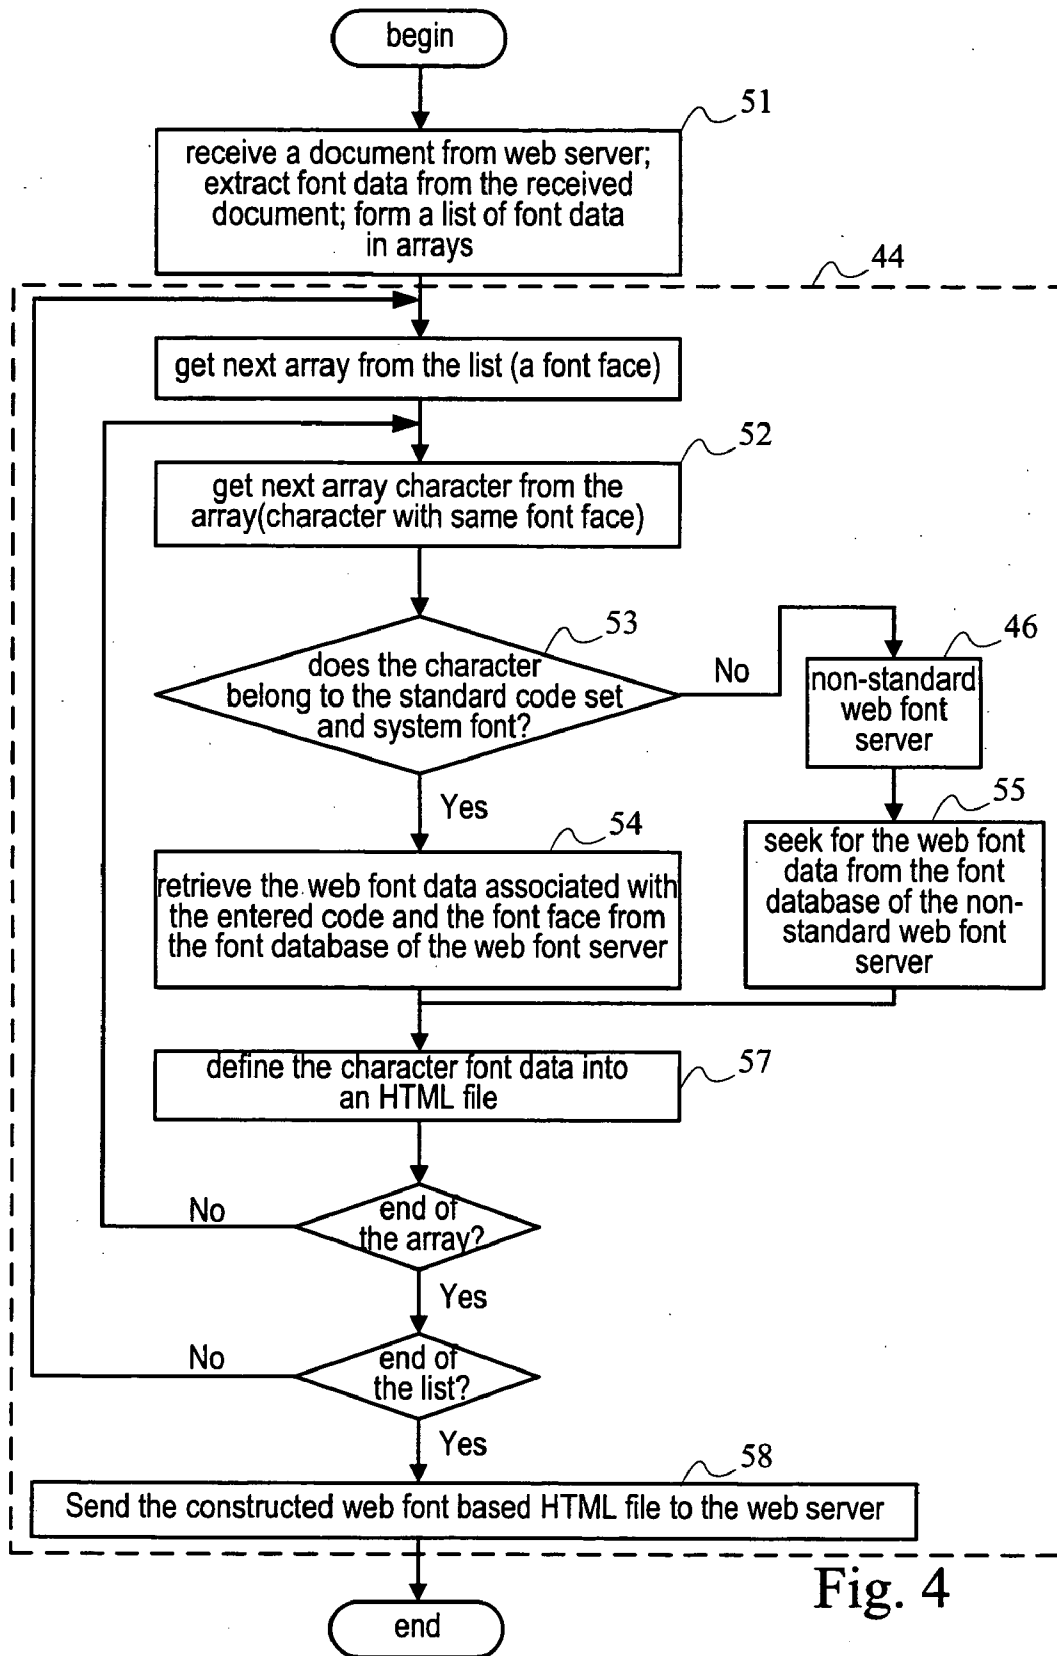 begin
51
receive a document from web server;
extract font data from the received
document; form a list of font data
in arrays
44
get next array from the list (a font face)
52
get next array character from the
array(character with same font face)
53
does the character
belong to the standard code set
and system font?
No
46
non-standard
web font
server
Yes
54
retrieve the web font data associated with
the entered code and the font face from
the font database of the web font server
55
seek for the web font
data from the font
database of the non-
standard web font
server
57
define the character font data into
an HTML file
No
end of
the array?
Yes
No
end of
the list?
Yes
58
Send the constructed web font based HTML file to the web server
Fig. 4
end